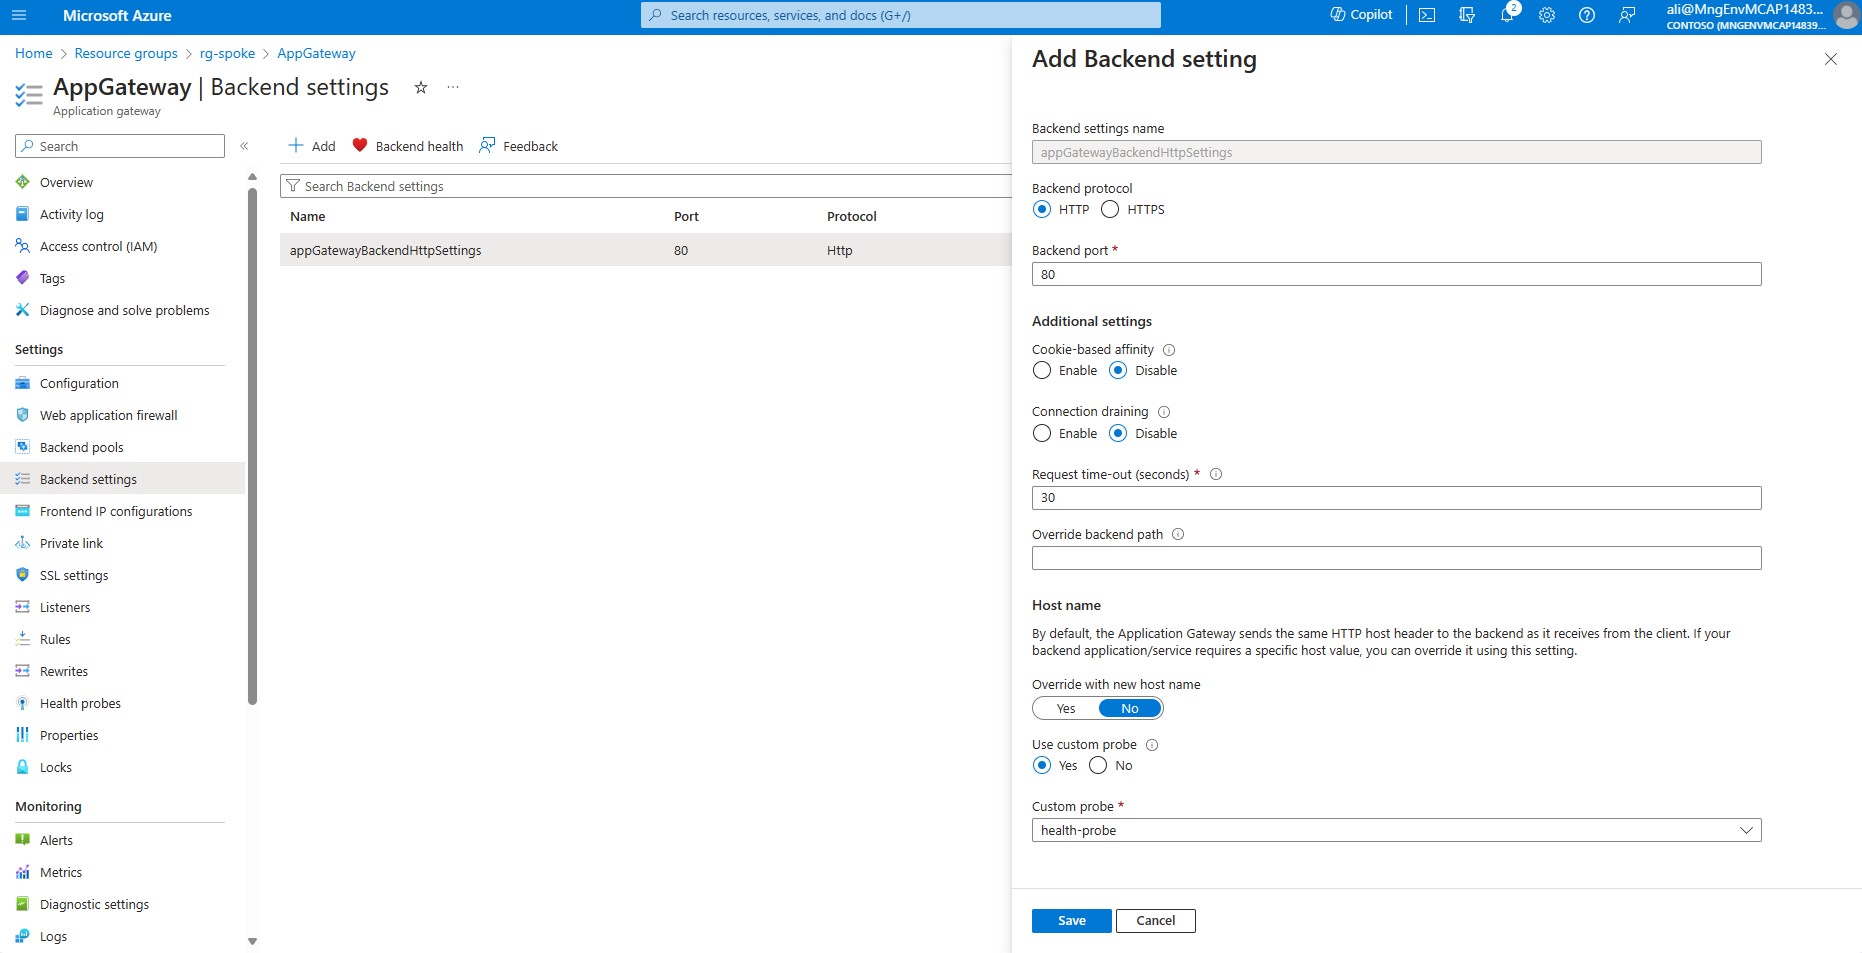 Microsoft Azure
Search resources, services, and docs (G+/)
Copilot
2
ali@MngEnvMCAP1483...
CONTOSO (MNGENVMCAP14839...
Home > Resource groups > rg-spoke > AppGateway
AppGateway | Backend settings
Application gateway
Search
Overview
Activity log
Access control (IAM)
Tags
Diagnose and solve problems
Settings
Configuration
Web application firewall
Backend pools
Backend settings
Frontend IP configurations
Private link
SSL settings
Listeners
Rules
Rewrites
Health probes
Properties
Locks
Monitoring
Alerts
Metrics
Diagnostic settings
Logs
Add Backend health Feedback
Search Backend settings
Name Port Protocol
appGatewayBackendHttpSettings 80 Http
Add Backend setting
Backend settings name
appGatewayBackendHttpSettings
Backend protocol
HTTP HTTPS
Backend port *
80
Additional settings
Cookie-based affinity
Enable Disable
Connection draining
Enable Disable
Request time-out (seconds) *
30
Override backend path
Host name
By default, the Application Gateway sends the same HTTP host header to the backend as it receives from the client. If your
backend application/service requires a specific host value, you can override it using this setting.
Override with new host name
Yes No
Use custom probe
Yes No
Custom probe *
health-probe
Save Cancel